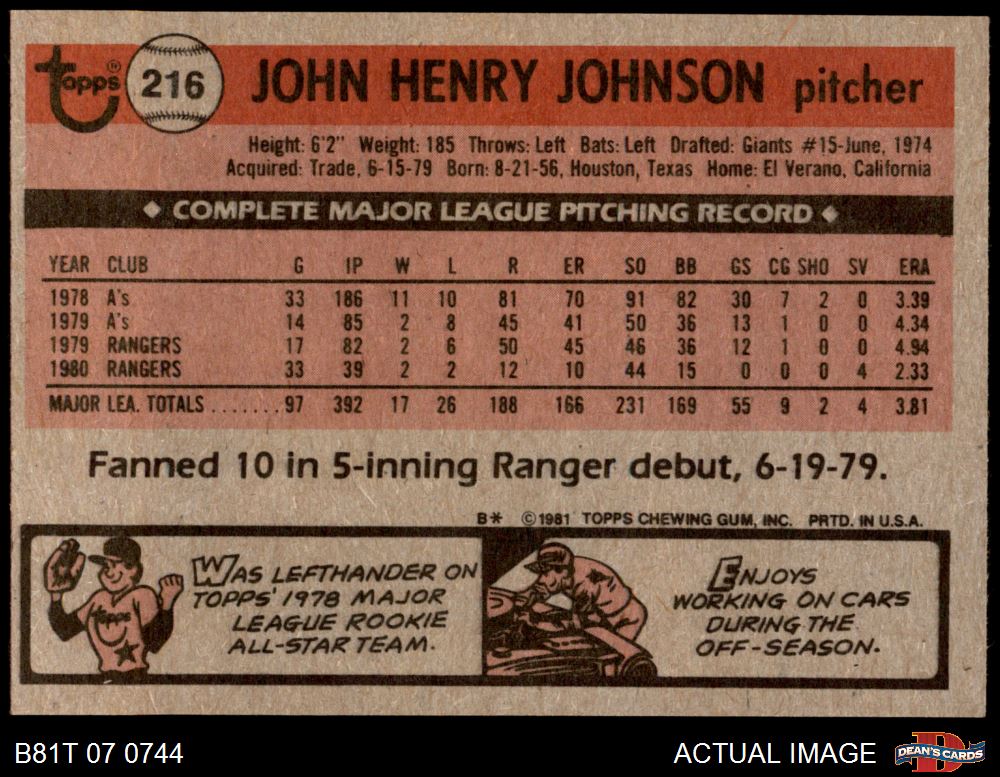 Topps® 216 JOHN HENRY JOHNSON pitcher
Height: 6'2" Weight: 185 Throws: Left Bats: Left Drafted: Giants #15-June, 1974
Acquired: Trade, 6-15-79 Born: 8-21-56, Houston, Texas Home: El Verano, California
◆ COMPLETE MAJOR LEAGUE PITCHING RECORD ◆
YEAR CLUB G IP W L R ER SO BB GS CG SHO SV ERA
1978 A's 33 186 11 10 81 70 91 82 30 7 2 0 3.39
1979 A's 14 85 2 8 45 41 50 36 13 1 0 0 4.34
1979 RANGERS 17 82 2 6 50 45 46 36 12 1 0 0 4.94
1980 RANGERS 33 39 2 2 12 10 44 15 0 0 0 4 2.33
MAJOR LEA. TOTALS ....... 97 392 17 26 188 166 231 169 55 9 2 4 3.81
Fanned 10 in 5-inning Ranger debut, 6-19-79.
B* © 1981 TOPPS CHEWING GUM, INC. PRTD. IN U.S.A.
Topps
WAS LEFTHANDER ON
TOPPS' 1978 MAJOR
LEAGUE ROOKIE
ALL-STAR TEAM.
ENJOYS
WORKING ON CARS
DURING THE
OFF-SEASON.
B81T 07 0744
ACTUAL IMAGE
D
DEAN'S CARDS